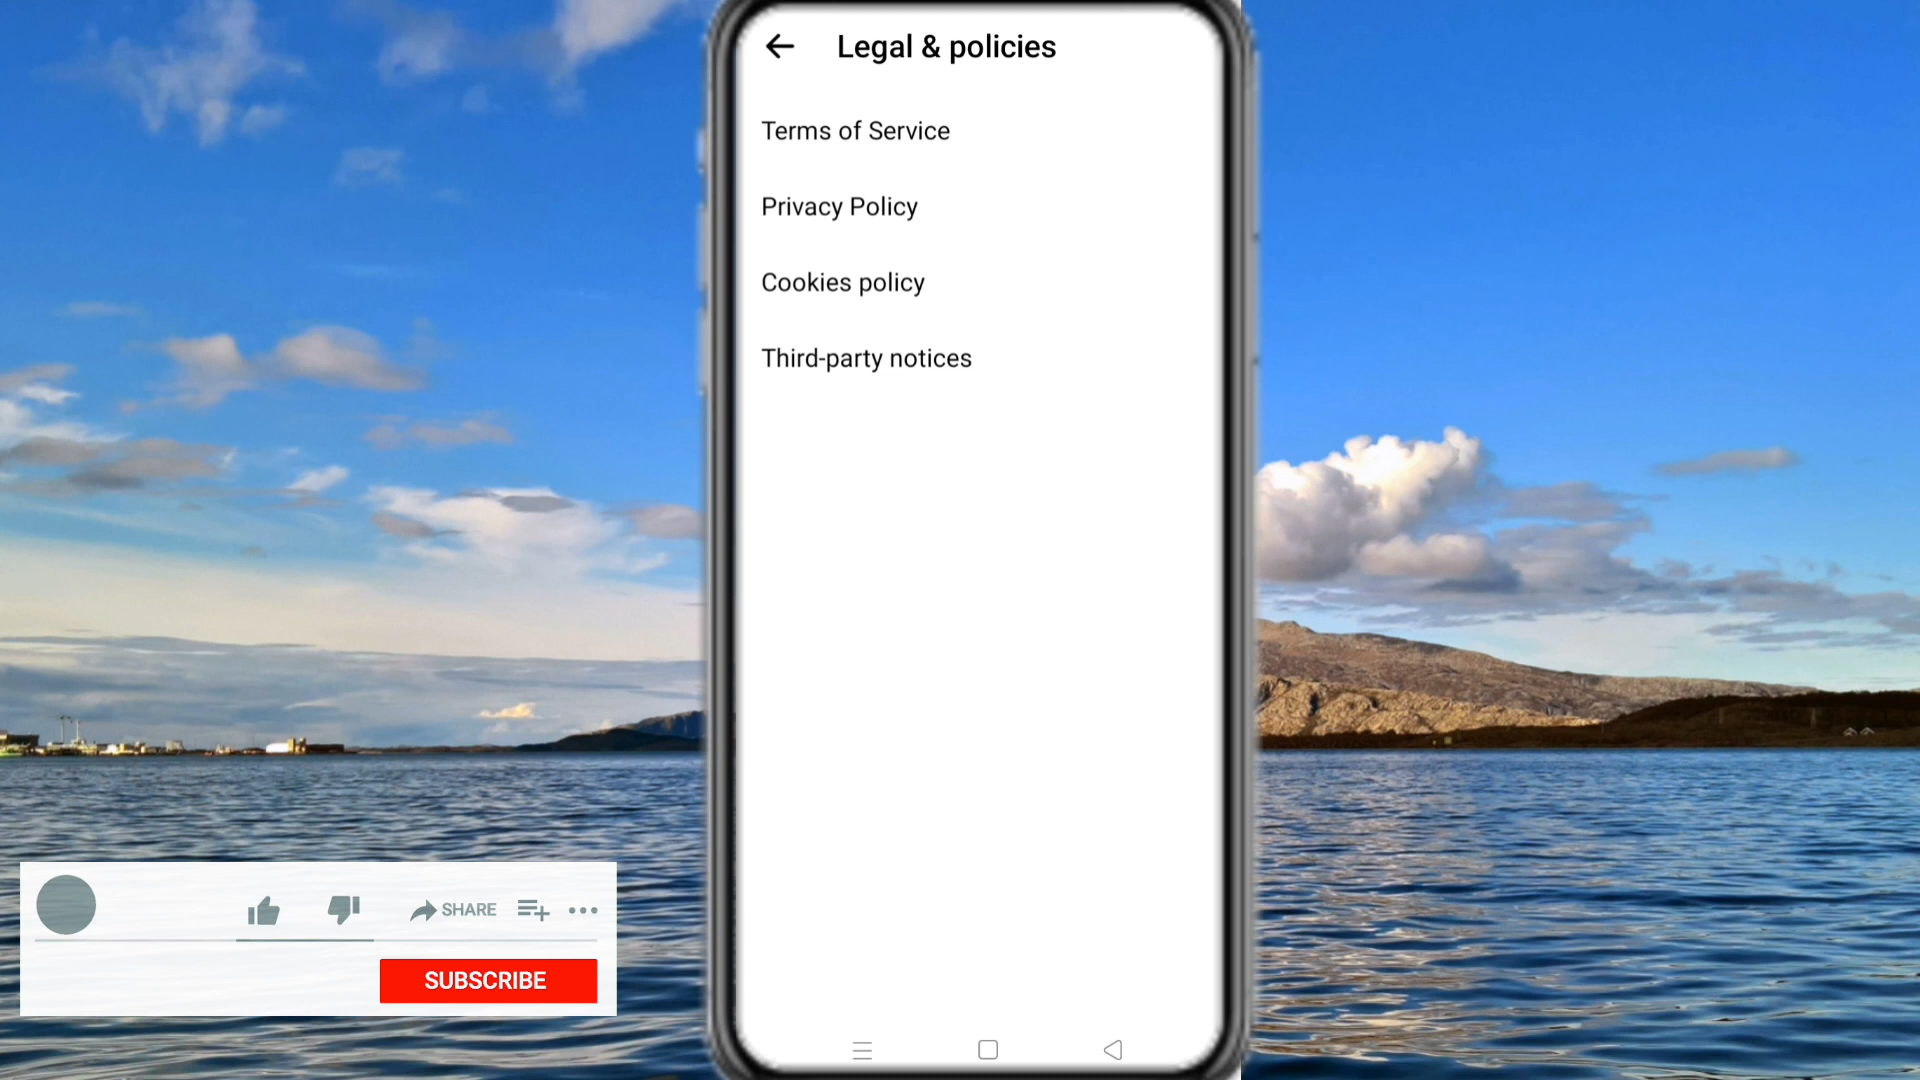 Legal & policies
Terms of Service
Privacy Policy
Cookies policy
Third-party notices
SHARE
SUBSCRIBE